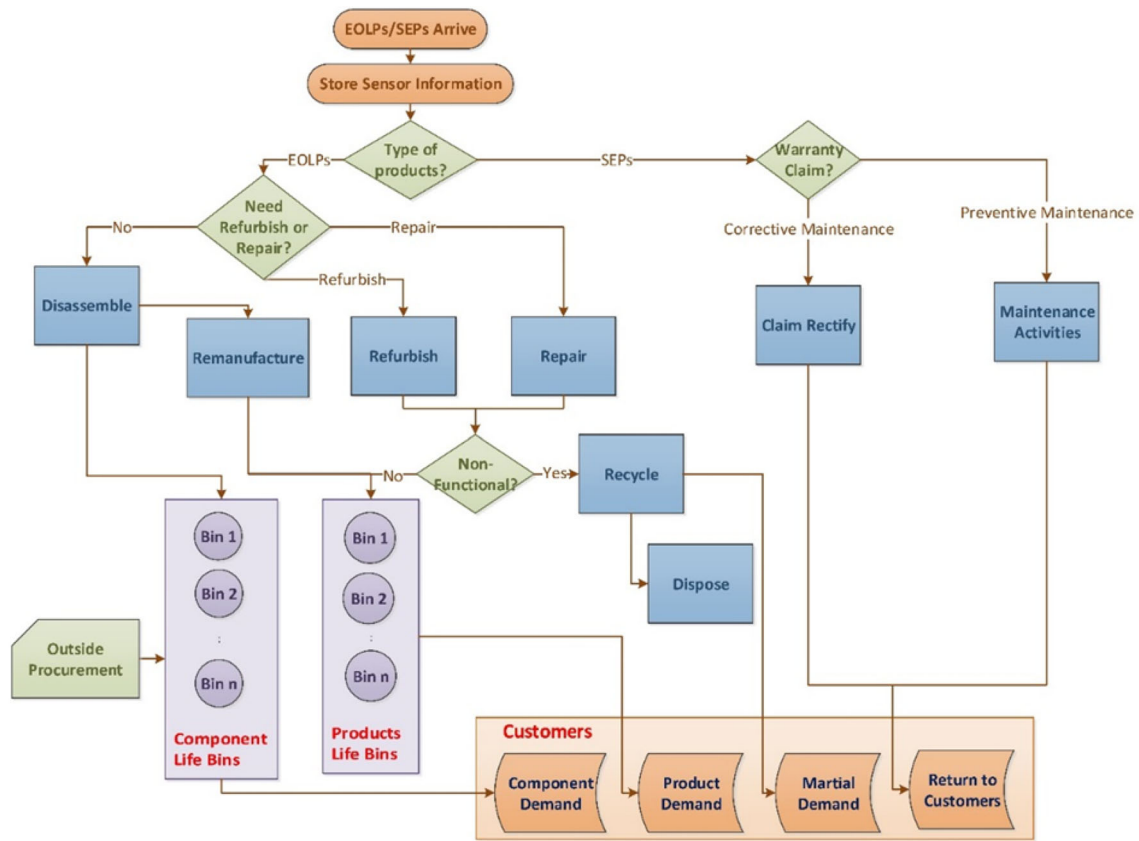 EOLPs/SEPs Arrive
Store Sensor Information
Type of
products?
EOLPs
SEPs
Warranty
Claim?
Need
Refurbish or
Repair?
No
Repair
Refurbish
Corrective Maintenance
Preventive Maintenance
Disassemble
Remanufacture
Refurbish
Repair
Claim Rectify
Maintenance
Activities
Non-
Functional?
No
Yes
Recycle
Dispose
Bin 1
Bin 2
:
Bin n
Component
Life Bins
Bin 1
Bin 2
:
Bin n
Products
Life Bins
Outside
Procurement
Customers
Component
Demand
Product
Demand
Martial
Demand
Return to
Customers